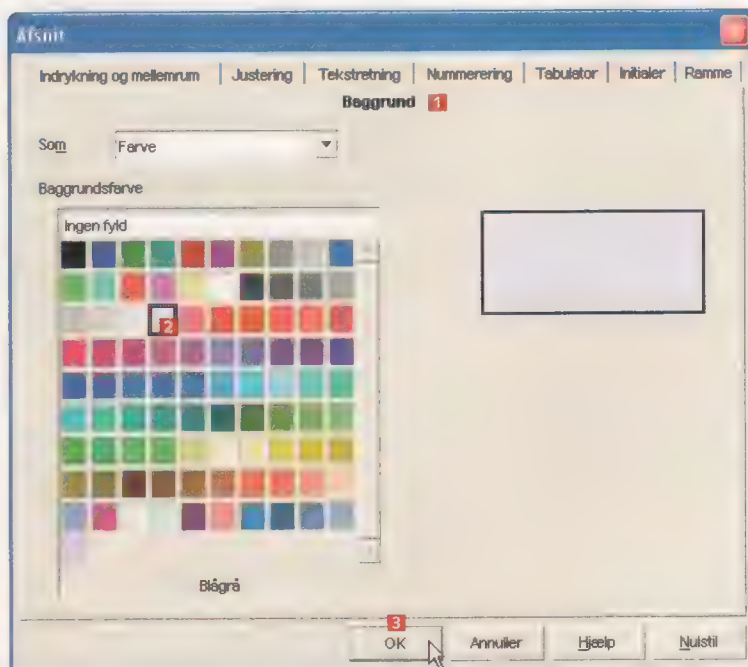 Afsnit
Indrykning og mellemrum | Justering | Tekstretning | Nummerering | Tabulator | Initialer | Ramme
Baggrund 1
Som Farve
Baggrundsfarve
Ingen fyld
2
Blågrå
3
OK Annuller Hjælp Nulstil